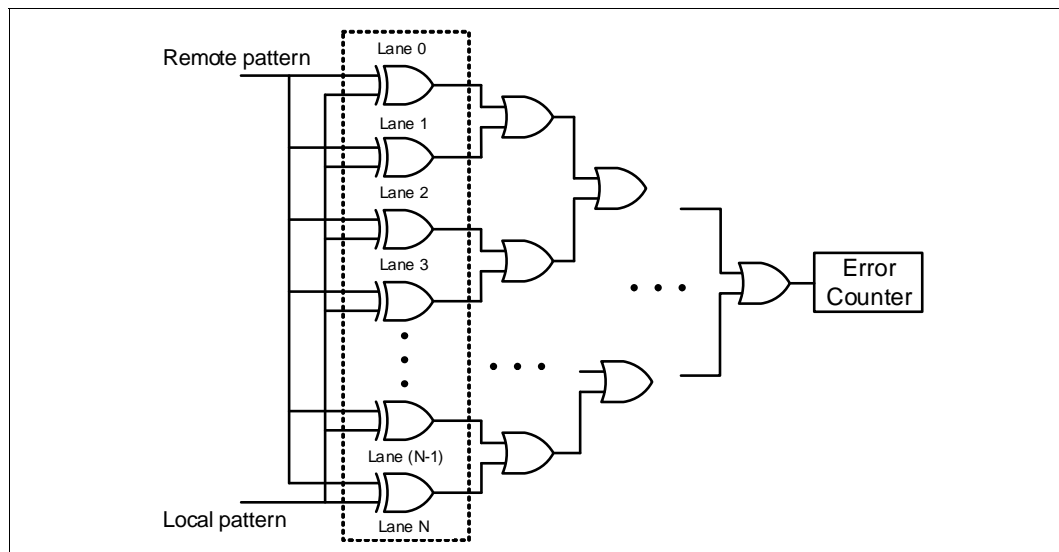 Lane 0
Remote pattern
Lane 1
Lane 2
Lane 3
Error
Counter
Lane (N-1)
Local pattern
Lane N